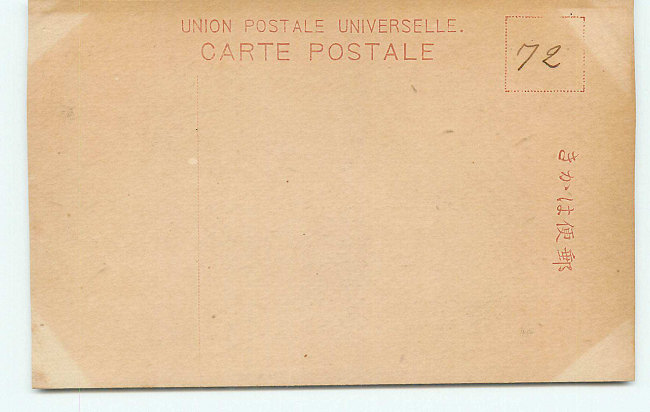 UNION POSTALE UNIVERSELLE.
CARTE POSTALE
72
郵便はかき